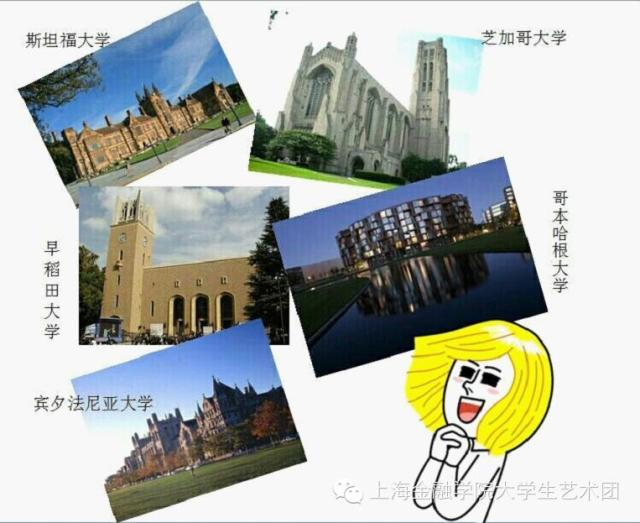 斯坦福大学
芝加哥大学
早稻田大学
哥本哈根大学
宾夕法尼亚大学
上海金融学院大学生艺术团